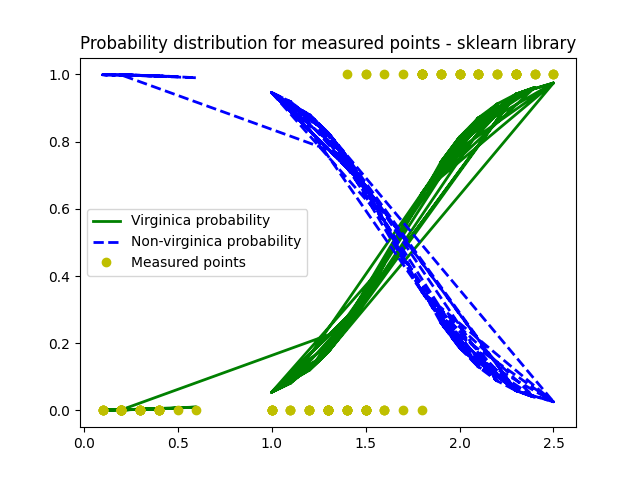 Probability distribution for measured points - sklearn library
1.0
0.8
0.6
0.4
0.2
0.0
Virginica probability
Non-virginica probability
Measured points
0.0 0.5 1.0 1.5 2.0 2.5